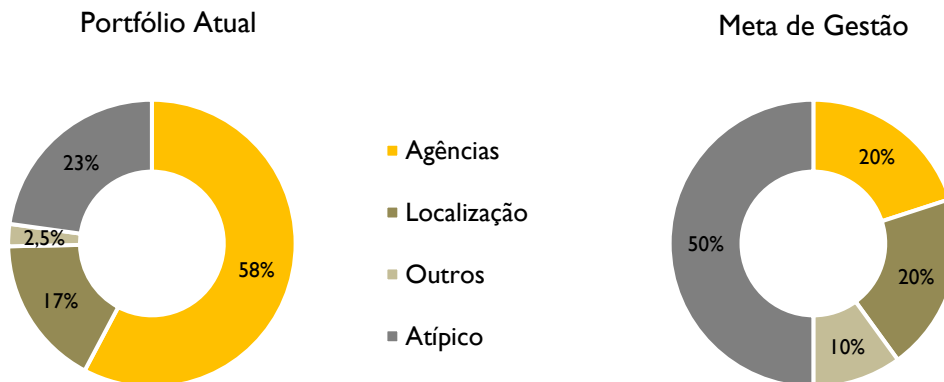 Portfólio Atual
Meta de Gestão
23%
2,5%
17%
58%
Agências
Localização
Outros
Atípico
20%
50%
20%
10%